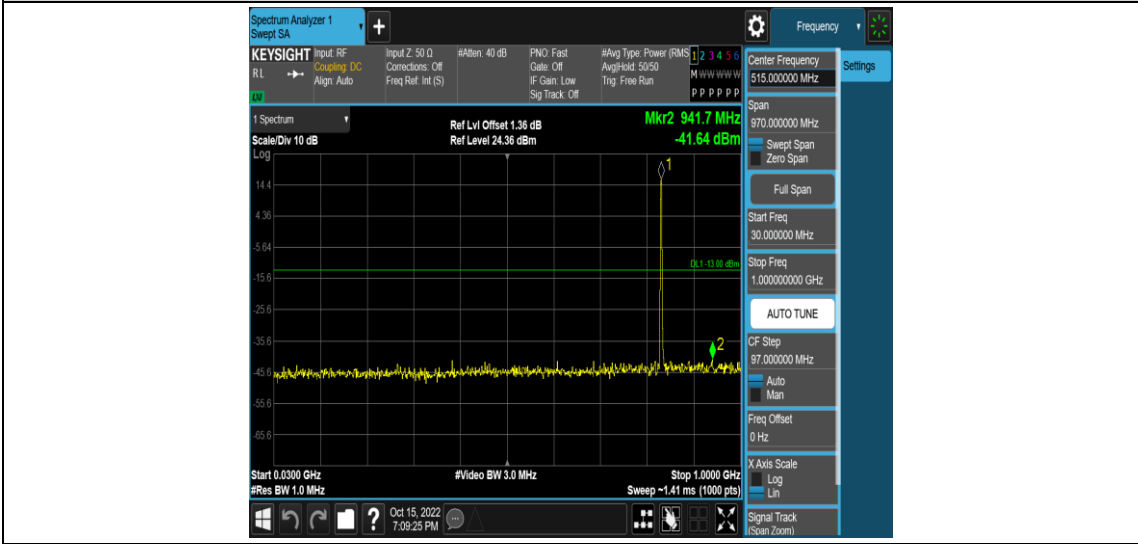 Spectrum Analyzer 1
Swept SA
+
Frequency
KEYSIGHT
RL
LXI
Input: RF
Coupling: DC
Align: Auto
Input Z: 50 Ω
Corrections: Off
Freq Ref: Int (S)
#Atten: 40 dB
PNO: Fast
Gate: Off
IF Gain: Low
Sig Track: Off
#Avg Type: Power (RMS
Avg|Hold: 50/50
Trig: Free Run
1 2 3 4 5 6
M W W W W W
P P P P P P
1 Spectrum
Scale/Div 10 dB
Log
Ref Lvl Offset 1.36 dB
Ref Level 24.36 dBm
Mkr2 941.7 MHz
-41.64 dBm
14.4
4.36
-5.64
-15.6
-25.6
-35.6
-45.6
-55.6
-65.6
1
DL1 -13.00 dBm
2
Start 0.0300 GHz
#Res BW 1.0 MHz
#Video BW 3.0 MHz
Stop 1.0000 GHz
Sweep ~1.41 ms (1000 pts)
?
Oct 15, 2022
7:09:25 PM
Center Frequency
515.000000 MHz
Settings
Span
970.000000 MHz
Swept Span
Zero Span
Full Span
Start Freq
30.000000 MHz
Stop Freq
1.000000000 GHz
AUTO TUNE
CF Step
97.000000 MHz
Auto
Man
Freq Offset
0 Hz
X Axis Scale
Log
Lin
Signal Track
(Span Zoom)